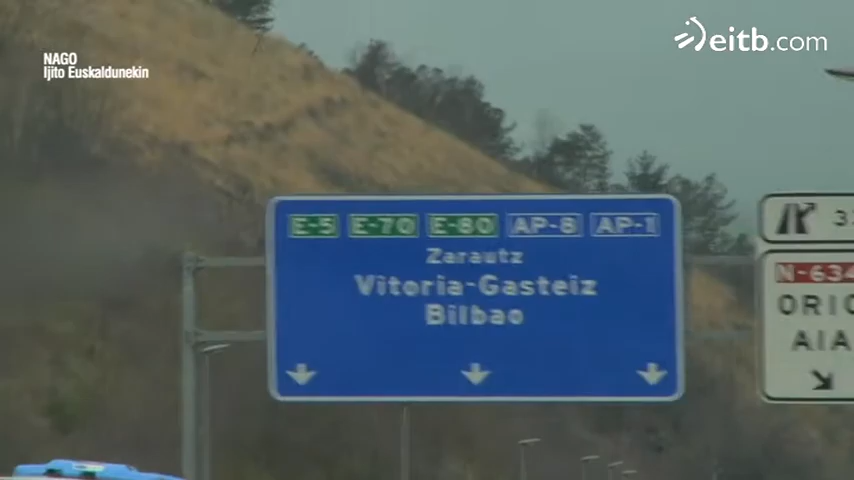 NAGO
Ijito Euskaldunekin
eitb.com
E-5 E-70 E-80 AP-8 AP-1
Zarautz
Vitoria-Gasteiz
Bilbao
N-634
ORIO
AIA